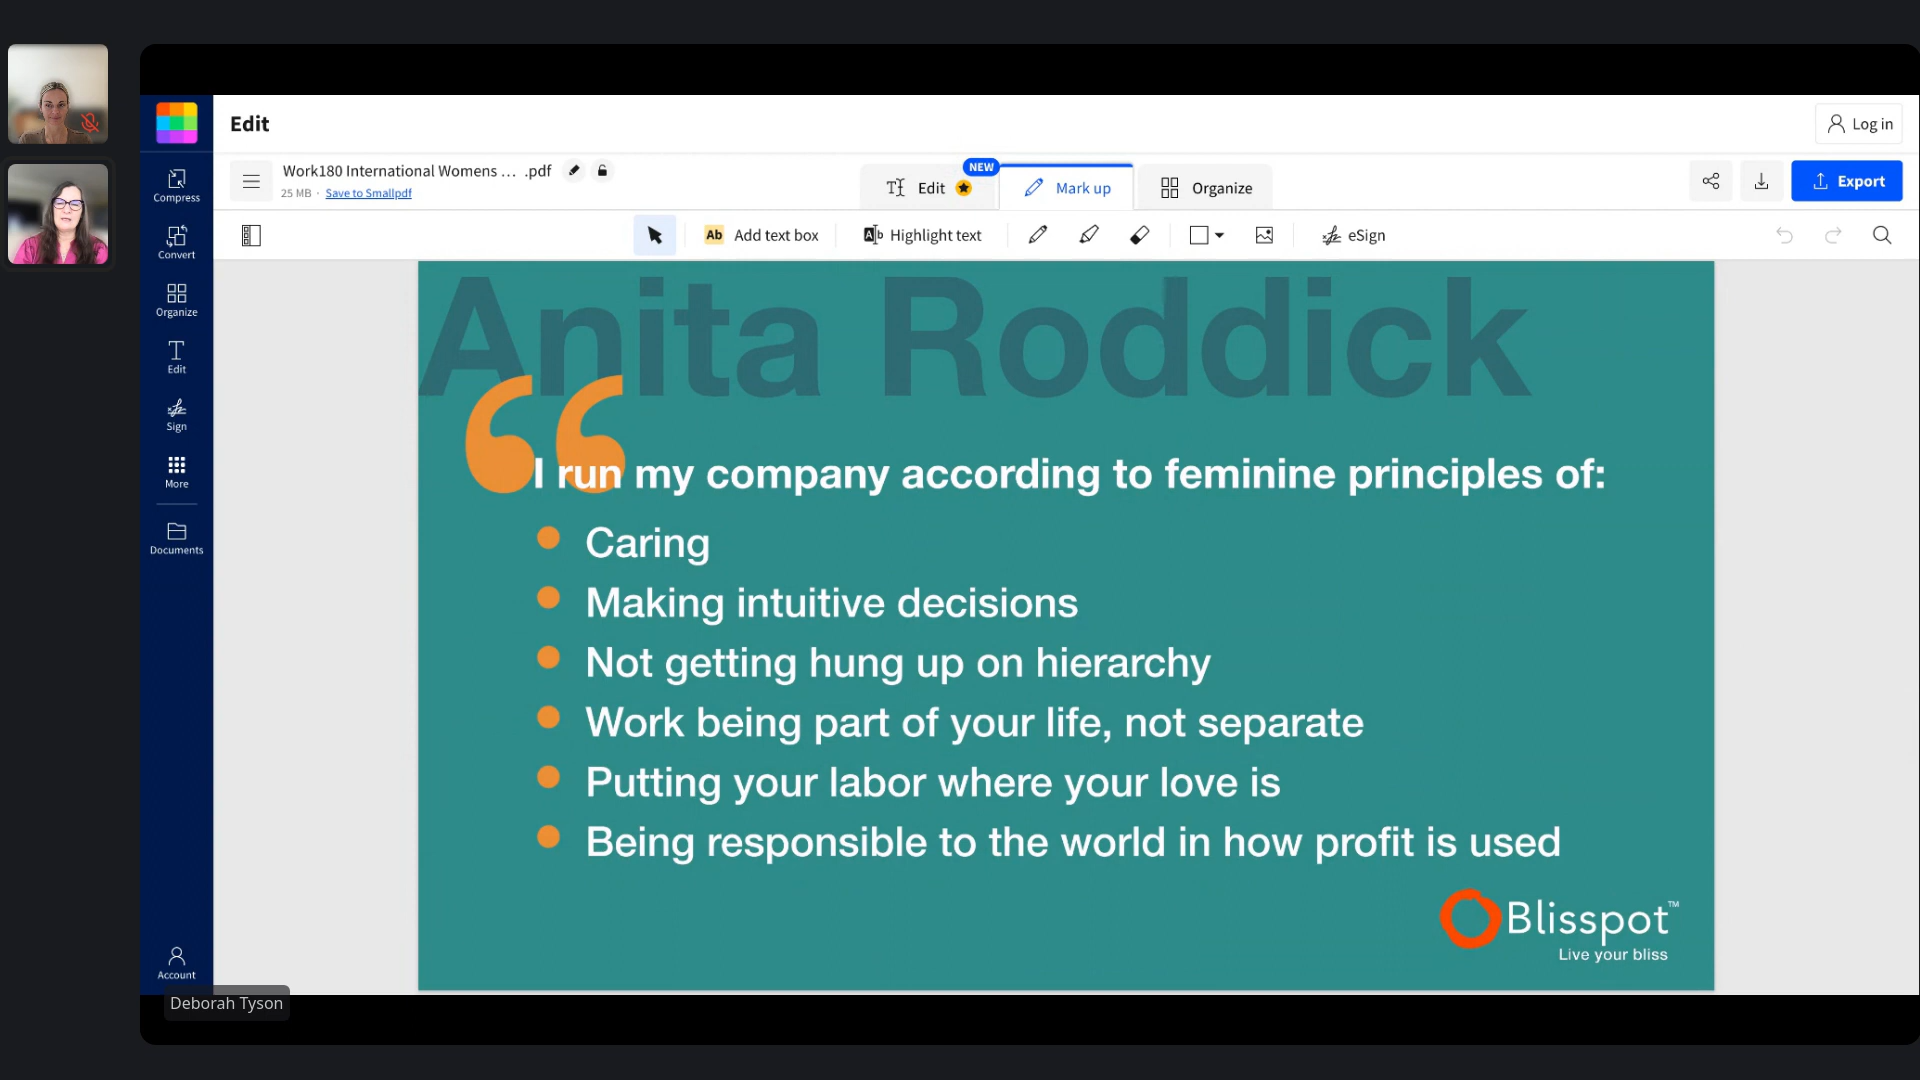 Edit
Log in
Work180 International Womens ... .pdf
25 MB · Save to Smallpdf
NEW
Edit
Mark up
Organize
Export
Ab Add text box
Ab Highlight text
eSign
Compress
Convert
Organize
Edit
Sign
More
Documents
Account
Anita Roddick
“I run my company according to feminine principles of:
Caring
Making intuitive decisions
Not getting hung up on hierarchy
Work being part of your life, not separate
Putting your labor where your love is
Being responsible to the world in how profit is used
Blisspot™
Live your bliss
Deborah Tyson